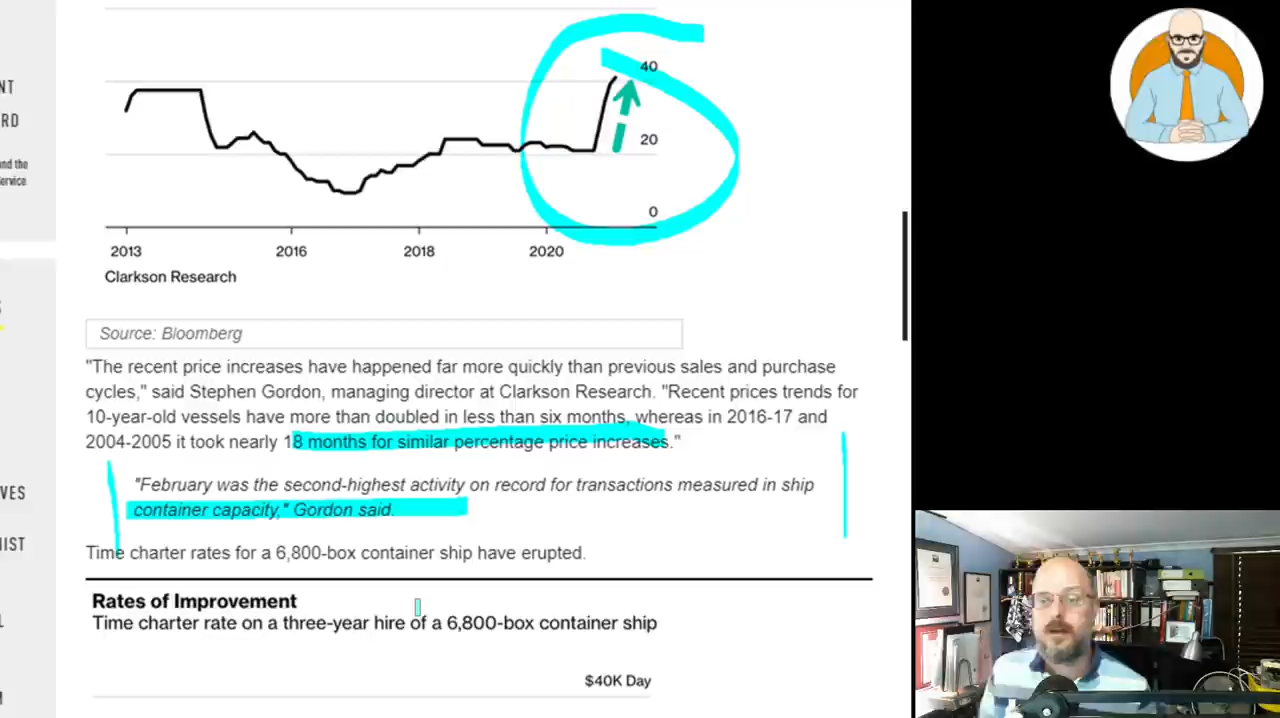 NT
RD
and the
Service
40
20
0
2013 2016 2018 2020
Clarkson Research
Source: Bloomberg
"The recent price increases have happened far more quickly than previous sales and purchase
cycles," said Stephen Gordon, managing director at Clarkson Research. "Recent prices trends for
10-year-old vessels have more than doubled in less than six months, whereas in 2016-17 and
2004-2005 it took nearly 18 months for similar percentage price increases."
"February was the second-highest activity on record for transactions measured in ship
container capacity," Gordon said.
Time charter rates for a 6,800-box container ship have erupted.
VES
IIST
Rates of Improvement
Time charter rate on a three-year hire of a 6,800-box container ship
$40K Day